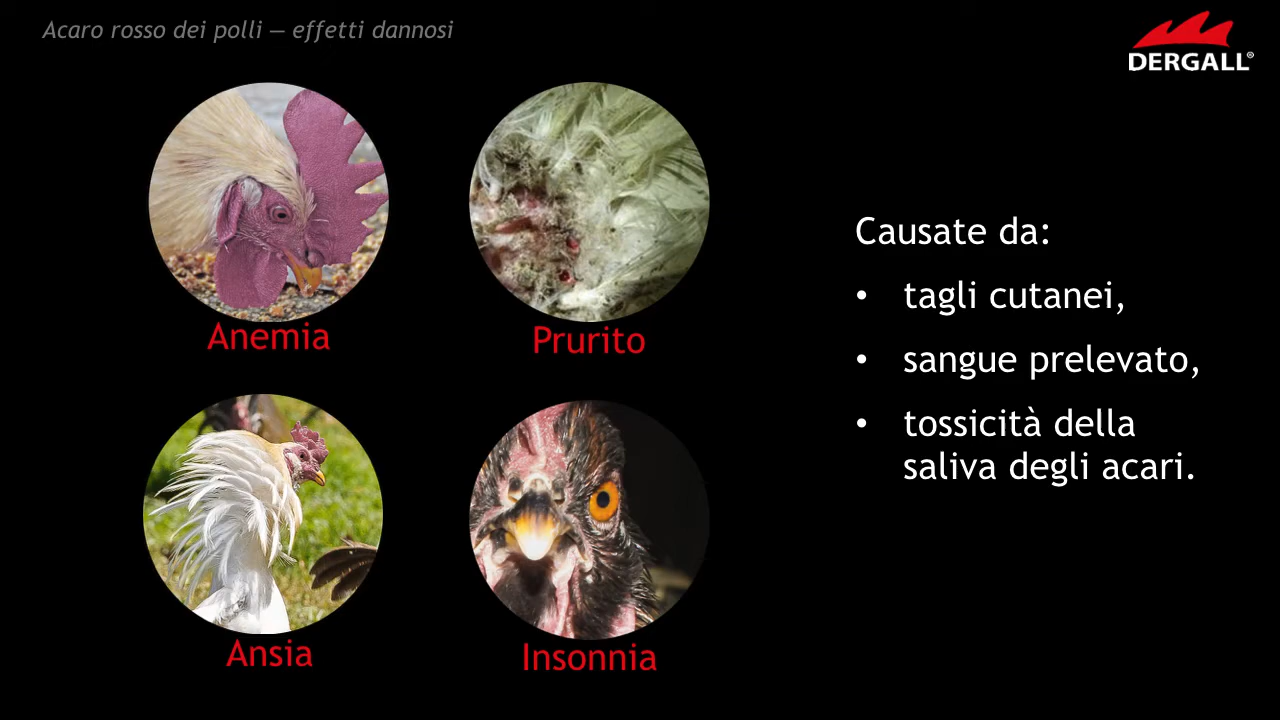 Acaro rosso dei polli – effetti dannosi
DERGALL®
Anemia
Prurito
Ansia
Insonnia
Causate da:
• tagli cutanei,
• sangue prelevato,
• tossicità della
saliva degli acari.